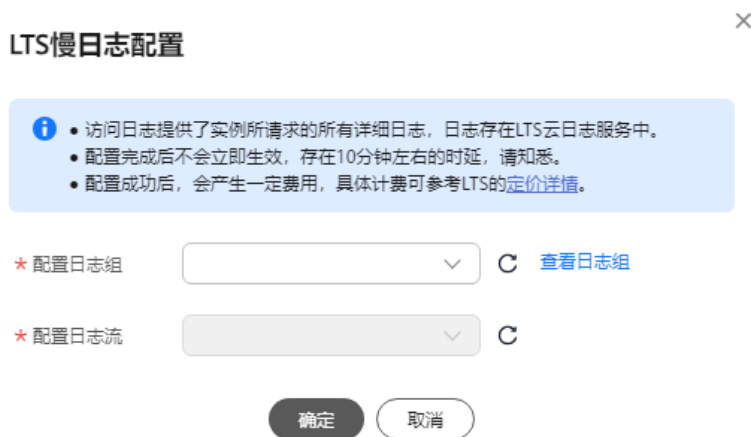 LTS慢日志配置
● 访问日志提供了实例所请求的所有详细日志，日志存在LTS云日志服务中。
● 配置完成后不会立即生效，存在10分钟左右的时延，请知悉。
● 配置成功后，会产生一定费用，具体计费可参考LTS的定价详情。
* 配置日志组 查看日志组
* 配置日志流
确定 取消